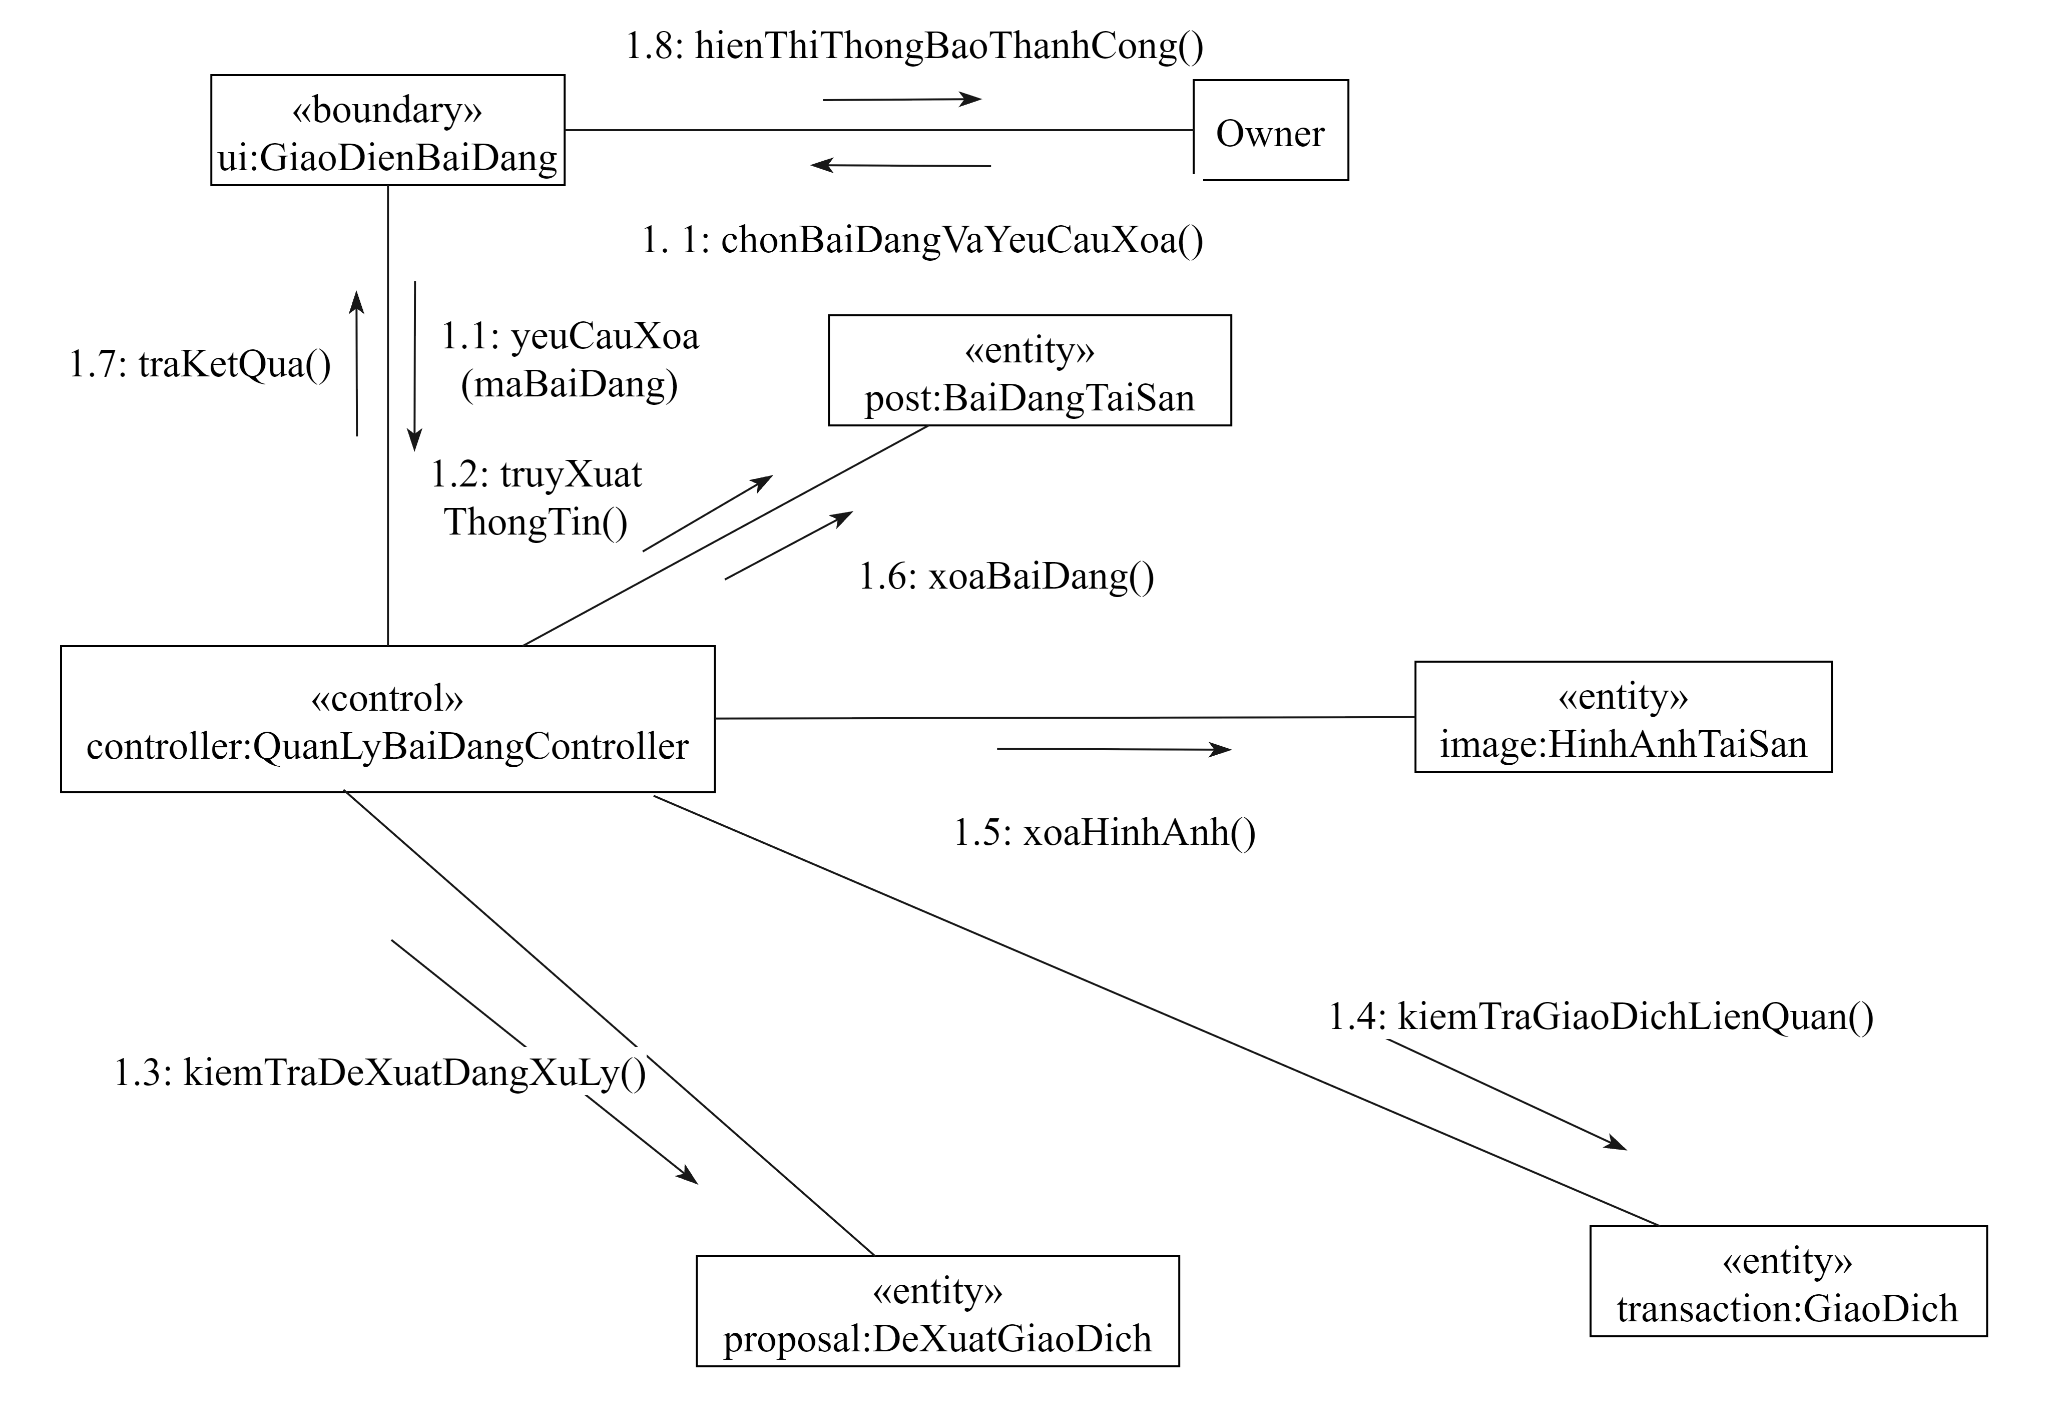 1.8: hienThiThongBaoThanhCong()
«boundary»
ui:GiaoDienBaiDang
Owner
1. 1: chonBaiDangVaYeuCauXoa()
1.7: traKetQua()
1.1: yeuCauXoa
(maBaiDang)
«entity»
post:BaiDangTaiSan
1.2: truyXuat
ThongTin()
1.6: xoaBaiDang()
«control»
controller:QuanLyBaiDangController
«entity»
image:HinhAnhTaiSan
1.5: xoaHinhAnh()
1.4: kiemTraGiaoDichLienQuan()
1.3: kiemTraDeXuatDangXuLy()
«entity»
proposal:DeXuatGiaoDich
«entity»
transaction:GiaoDich